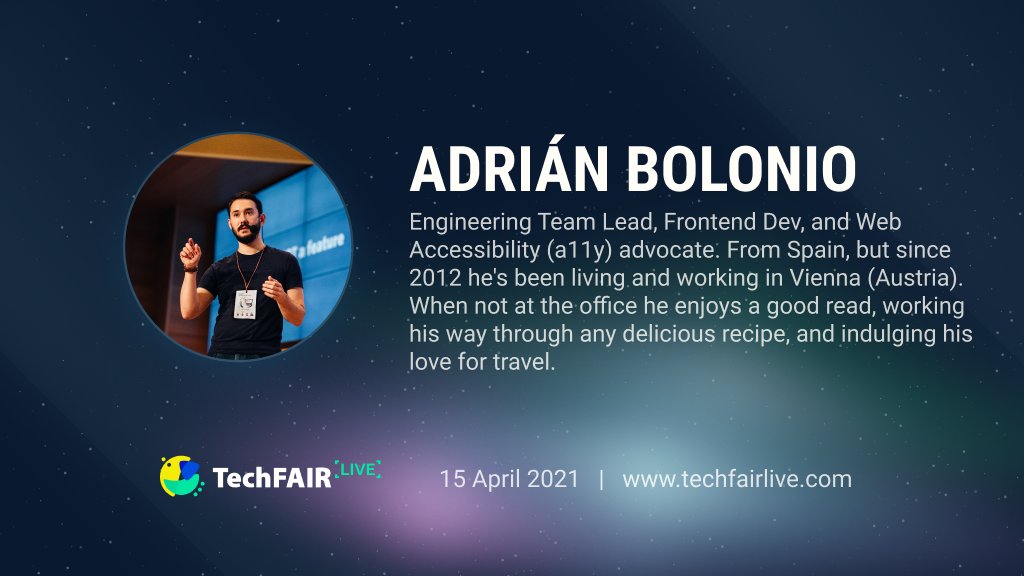 ADRIÁN BOLONIO
Engineering Team Lead, Frontend Dev, and Web
Accessibility (a11y) advocate. From Spain, but since
2012 he's been living and working in Vienna (Austria).
When not at the office he enjoys a good read, working
his way through any delicious recipe, and indulging his
love for travel.
a feature
TechFAIR [LIVE]
15 April 2021 | www.techfairlive.com